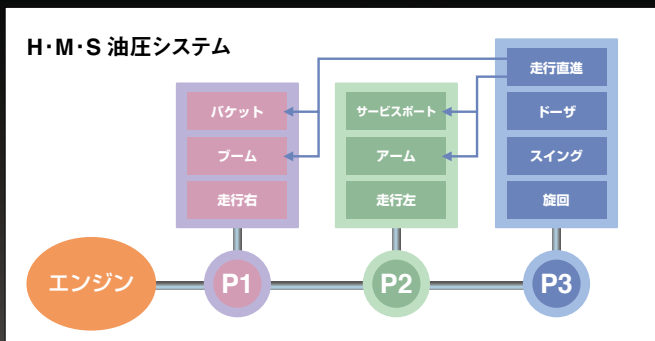 H・M・S 油圧システム
バケット
ブーム
走行右
サービスポート
アーム
走行左
走行直進
ドーザ
スイング
旋回
エンジン
P1
P2
P3